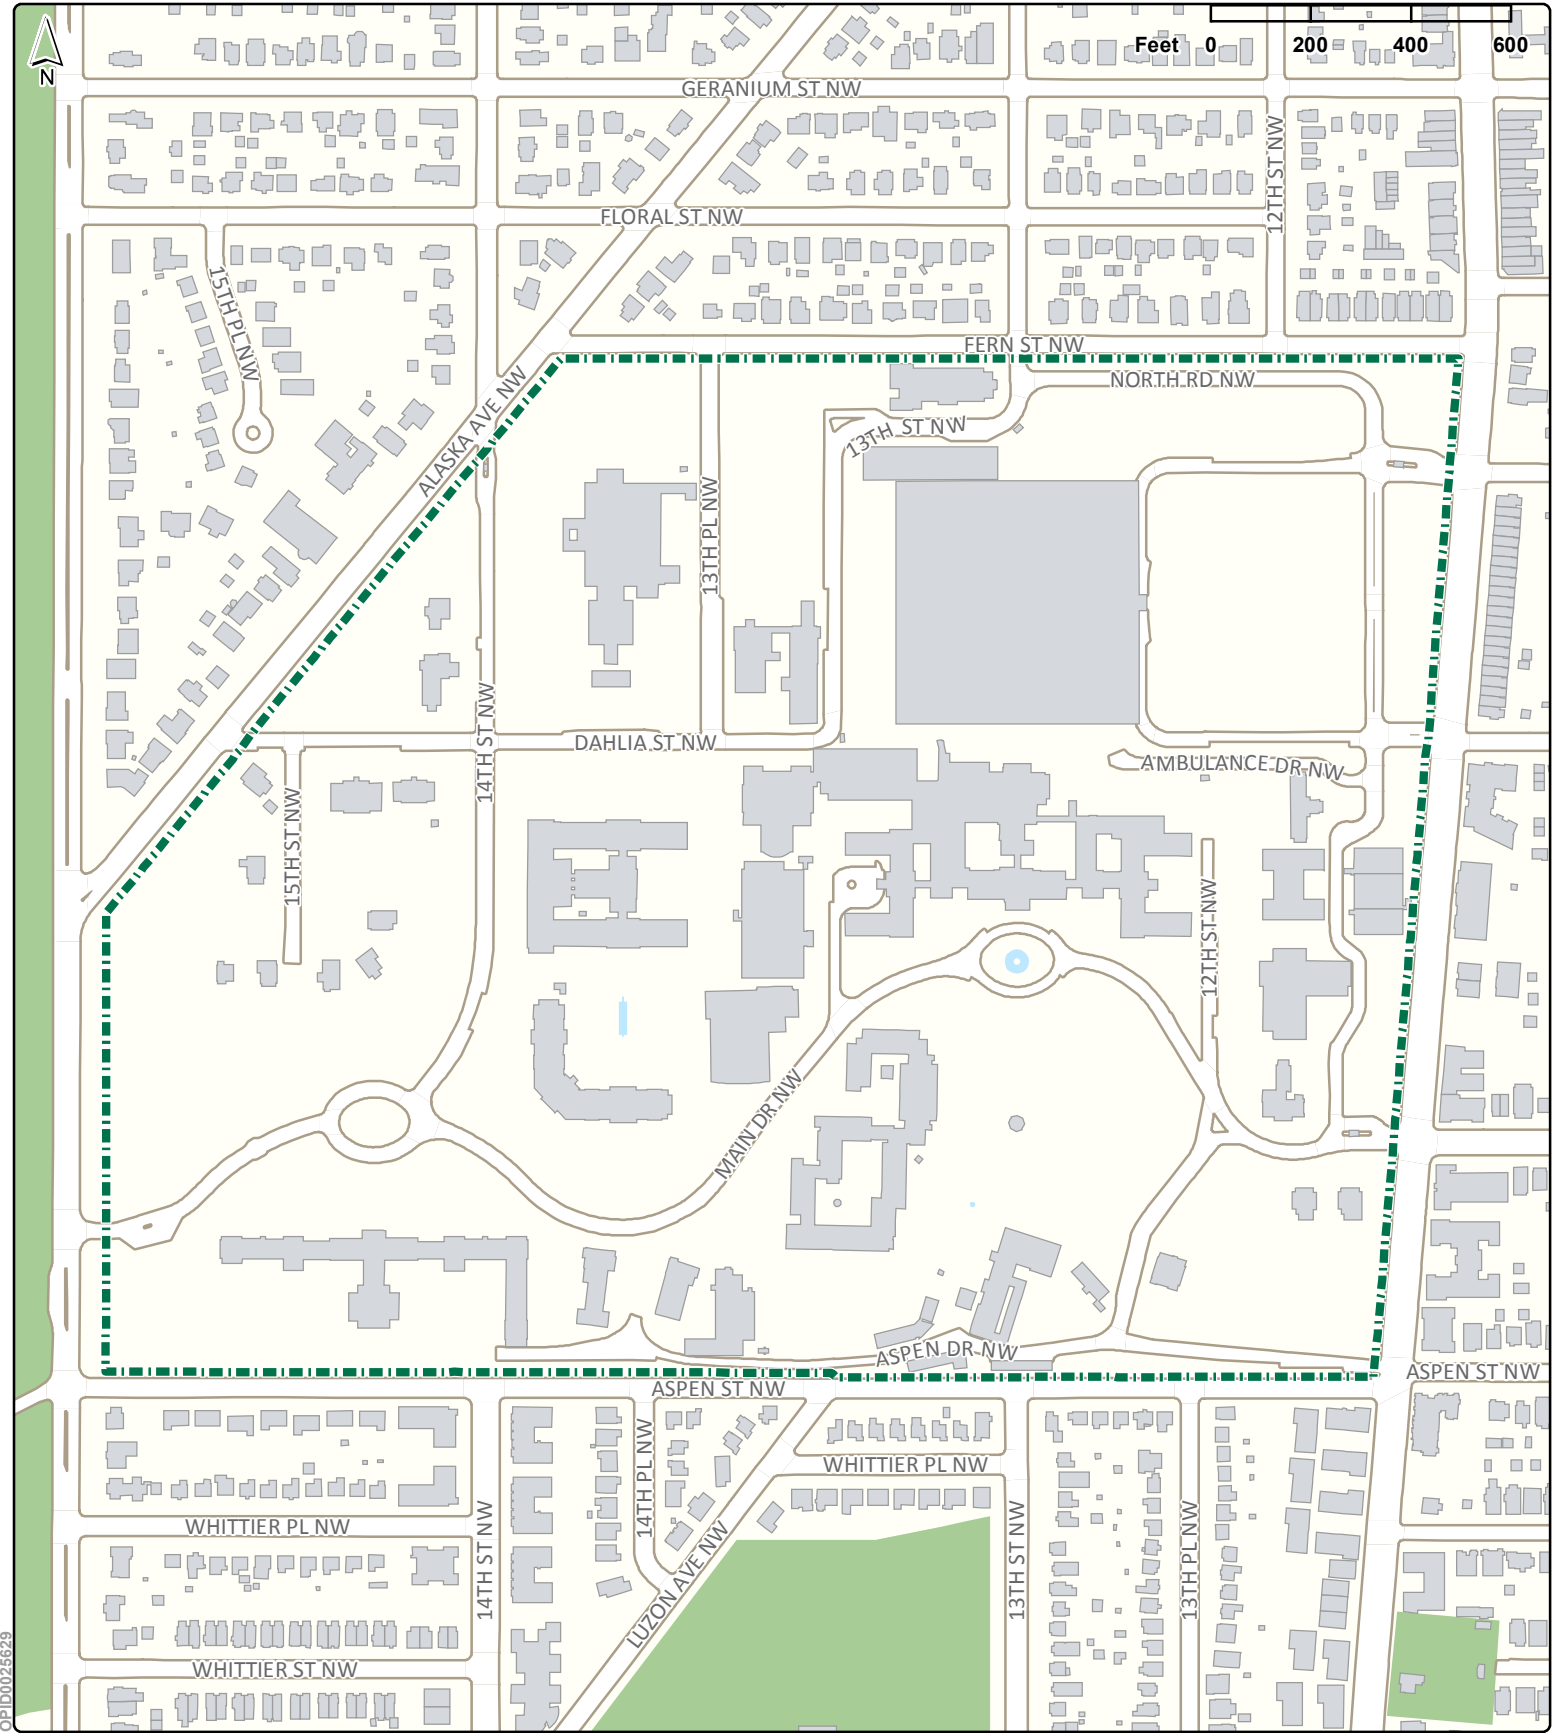 N
Feet 0 200 400 600
GERANIUM ST NW
12TH ST NW
FLORAL ST NW
15TH PL NW
FERN ST NW
NORTH RD NW
ALASKA AVE NW
13TH ST NW
13TH PL NW
14TH ST NW
DAHLIA ST NW
AMBULANCE DR NW
15TH ST NW
12TH ST NW
MAIN DR NW
ASPEN DR NW
ASPEN ST NW
ASPEN ST NW
14TH PL NW
WHITTIER PL NW
WHITTIER PL NW
14TH ST NW
LUZON AVE NW
13TH ST NW
13TH PL NW
WHITTIER ST NW
OPID0025629